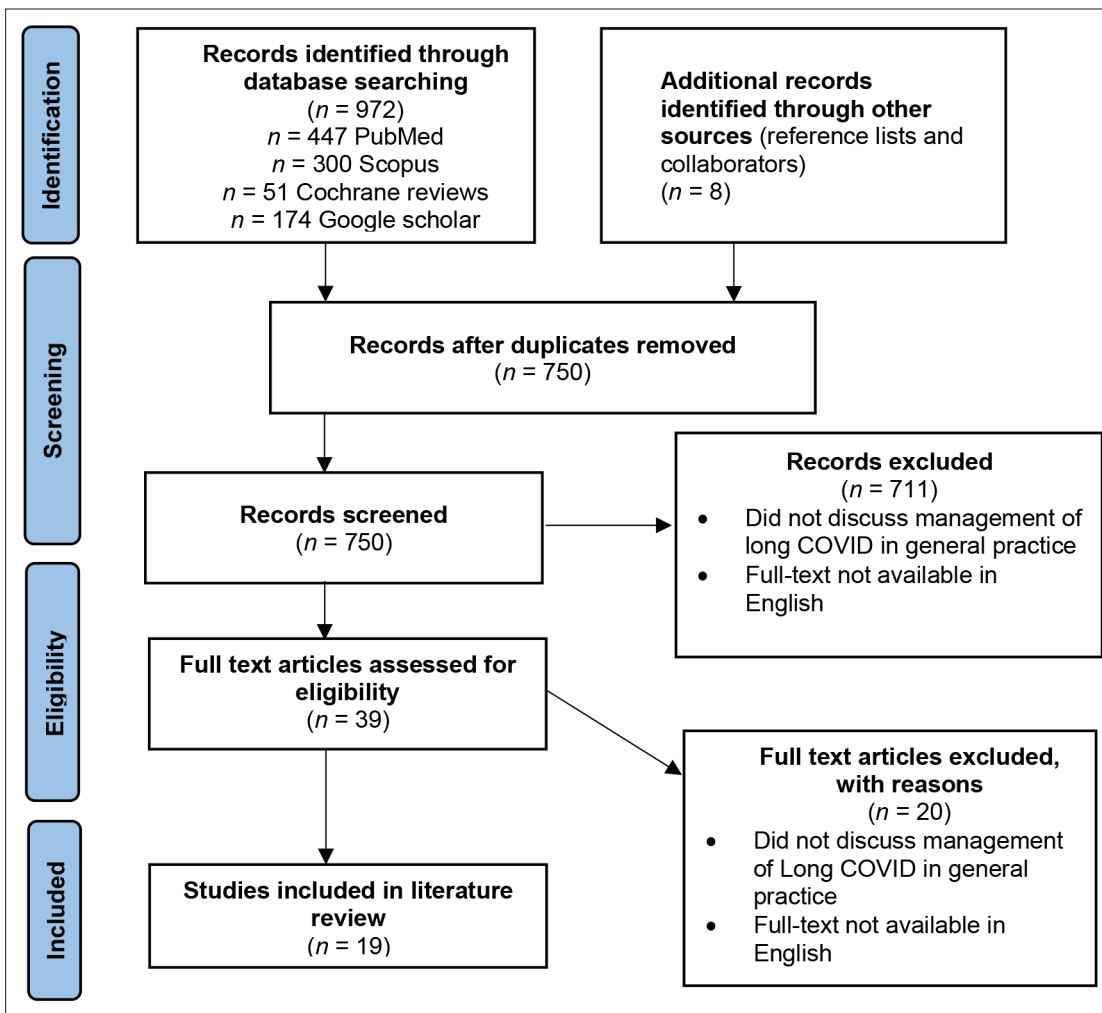 Identification
Records identified through
database searching
(n = 972)
n = 447 PubMed
n = 300 Scopus
n = 51 Cochrane reviews
n = 174 Google scholar
Additional records
identified through other
sources (reference lists and
collaborators)
(n = 8)
Screening
Records after duplicates removed
(n = 750)
Records screened
(n = 750)
Records excluded
(n = 711)
• Did not discuss management of
long COVID in general practice
• Full-text not available in
English
Eligibility
Full text articles assessed for
eligibility
(n = 39)
Full text articles excluded,
with reasons
(n = 20)
• Did not discuss management
of Long COVID in general
practice
• Full-text not available in
English
Included
Studies included in literature
review
(n = 19)